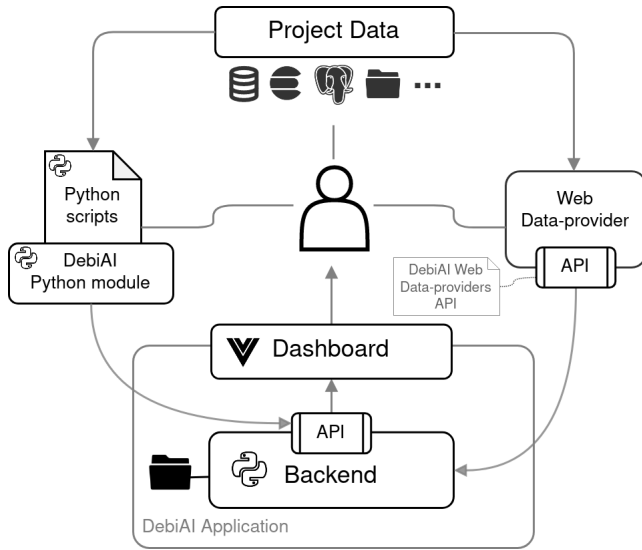 Project Data
...
Python
scripts
DebiAI
Python module
Web
Data-provider
API
DebiAI Web
Data-providers
API
Dashboard
API
Backend
DebiAI Application